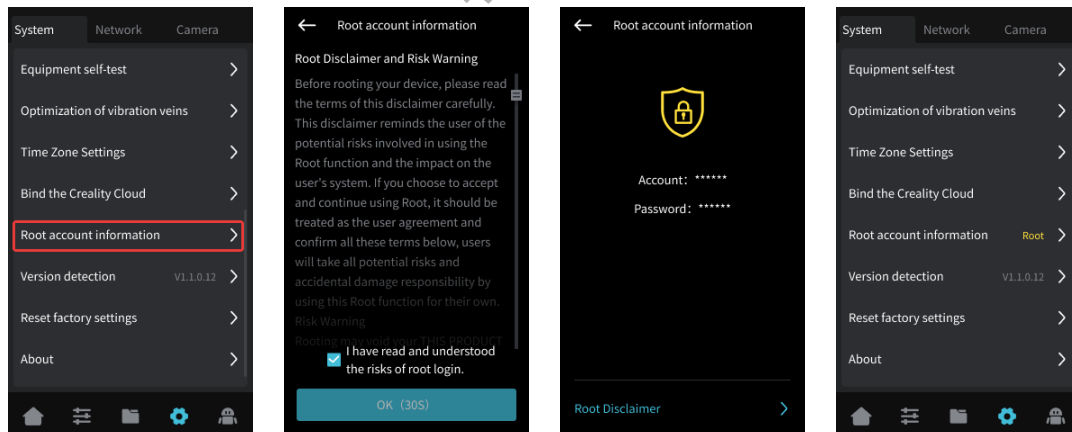 System Network Camera
Equipment self-test
Optimization of vibration veins
Time Zone Settings
Bind the Creality Cloud
Root account information
Version detection V1.1.0.12
Reset factory settings
About
Root account information
Root Disclaimer and Risk Warning
Before rooting your device, please read
the terms of this disclaimer carefully.
This disclaimer reminds the user of the
potential risks involved in using the
Root function and the impact on the
user's system. If you choose to accept
and continue using Root, it should be
treated as the user agreement and
confirm all these terms below, users
will take all potential risks and
accidental damage responsibility by
using this Root function for their own.
Risk Warning
Rooting may void your THIS PRODUCT
I have read and understood
the risks of root login.
OK (30S)
Root account information
Account: ******
Password: ******
Root Disclaimer
System Network Camera
Equipment self-test
Optimization of vibration veins
Time Zone Settings
Bind the Creality Cloud
Root account information Root
Version detection V1.1.0.12
Reset factory settings
About